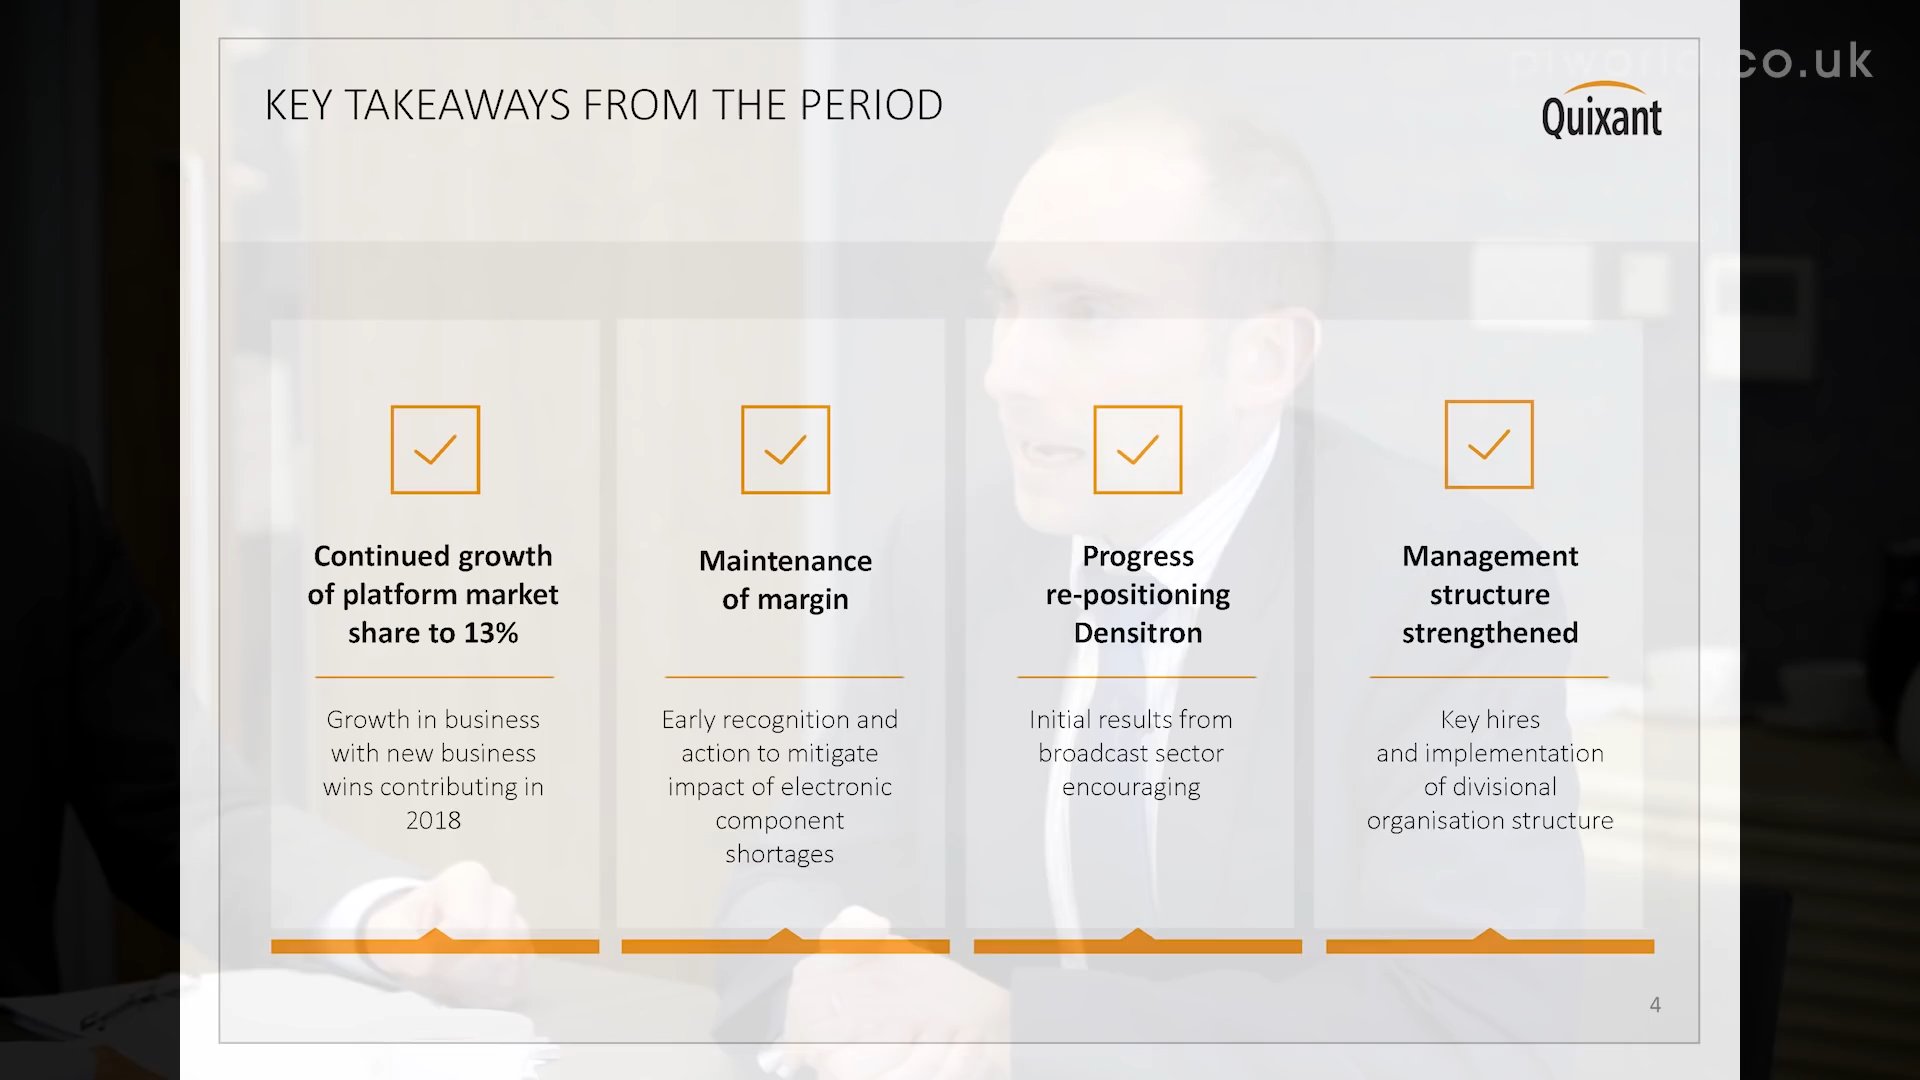 piworld.co.uk
KEY TAKEAWAYS FROM THE PERIOD
Quixant
Continued growth
of platform market
share to 13%
Growth in business
with new business
wins contributing in
2018
Maintenance
of margin
Early recognition and
action to mitigate
impact of electronic
component
shortages
Progress
re-positioning
Densitron
Initial results from
broadcast sector
encouraging
Management
structure
strengthened
Key hires
and implementation
of divisional
organisation structure
4